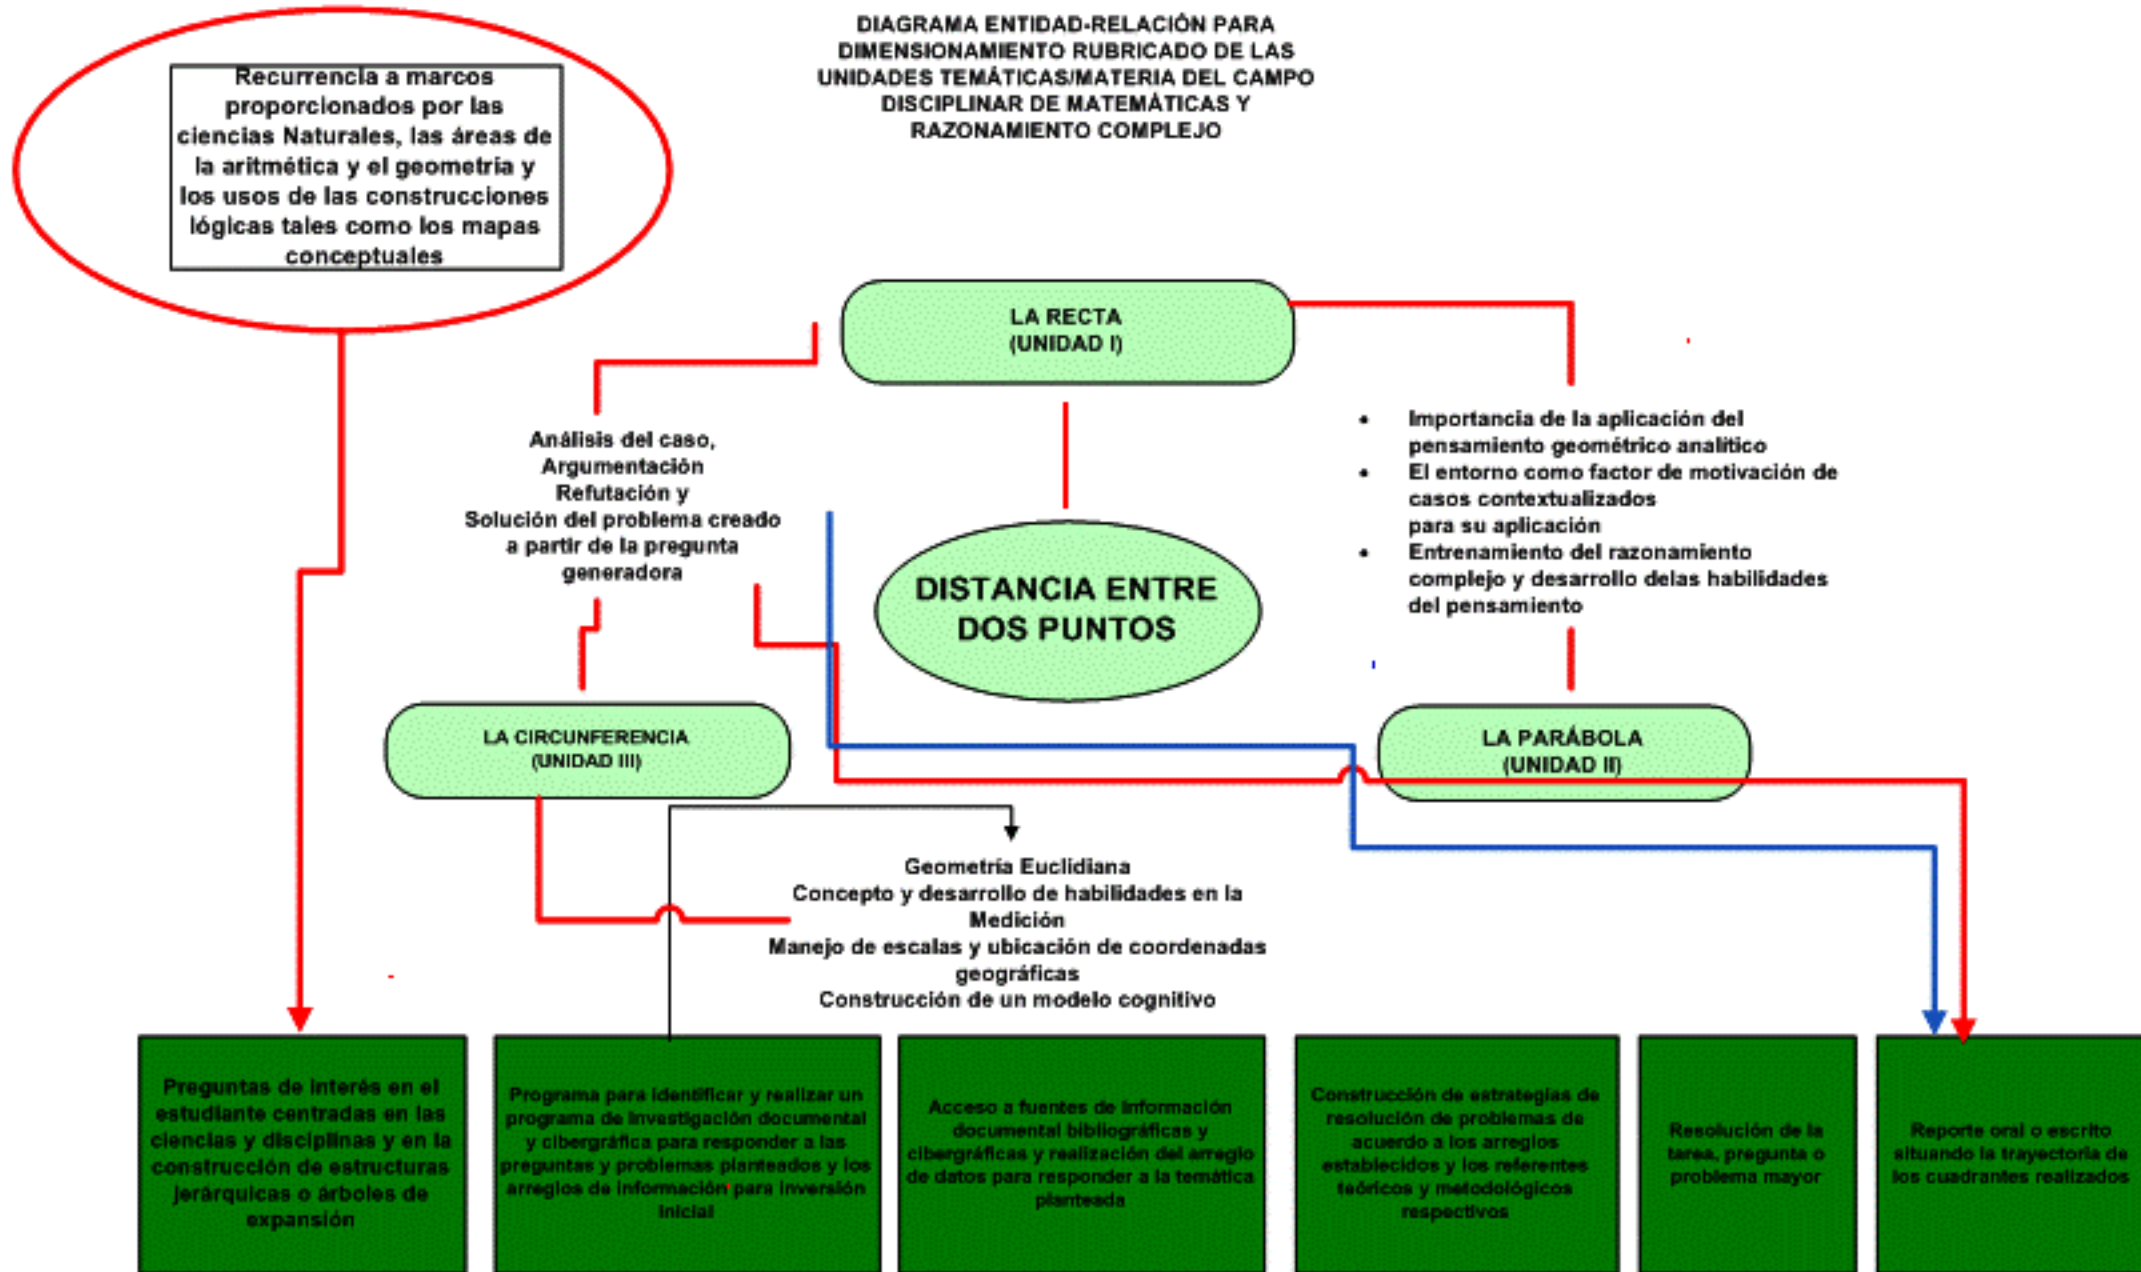 DIAGRAMA ENTIDAD-RELACIÓN PARA
DIMENSIONAMIENTO RUBRICADO DE LAS
UNIDADES TEMÁTICAS/MATERIA DEL CAMPO
DISCIPLINAR DE MATEMÁTICAS Y
RAZONAMIENTO COMPLEJO
Recurrencia a marcos
proporcionados por las
ciencias Naturales, las áreas de
la aritmética y el geometría y
los usos de las construcciones
lógicas tales como los mapas
conceptuales
LA RECTA
(UNIDAD I)
Análisis del caso,
Argumentación
Refutación y
Solución del problema creado
a partir de la pregunta
generadora
DISTANCIA ENTRE
DOS PUNTOS
• Importancia de la aplicación del
pensamiento geométrico analítico
• El entorno como factor de motivación de
casos contextualizados
para su aplicación
• Entrenamiento del razonamiento
complejo y desarrollo delas habilidades
del pensamiento
LA CIRCUNFERENCIA
(UNIDAD III)
LA PARÁBOLA
(UNIDAD II)
Geometría Euclidiana
Concepto y desarrollo de habilidades en la
Medición
Manejo de escalas y ubicación de coordenadas
geográficas
Construcción de un modelo cognitivo
Preguntas de interés en el
estudiante centradas en las
ciencias y disciplinas y en la
construcción de estructuras
jerárquicas o árboles de
expansión
Programa para identificar y realizar un
programa de investigación documental
y cibergráfica para responder a las
preguntas y problemas planteados y los
arreglos de información para inversión
inicial
Acceso a fuentes de información
documental bibliográficas y
cibergráficas y realización del arreglo
de datos para responder a la temática
planteada
Construcción de estrategias de
resolución de problemas de
acuerdo a los arreglos
establecidos y los referentes
teóricos y metodológicos
respectivos
Resolución de la
tarea, pregunta o
problema mayor
Reporte oral o escrito
situando la trayectoria de
los cuadrantes realizados